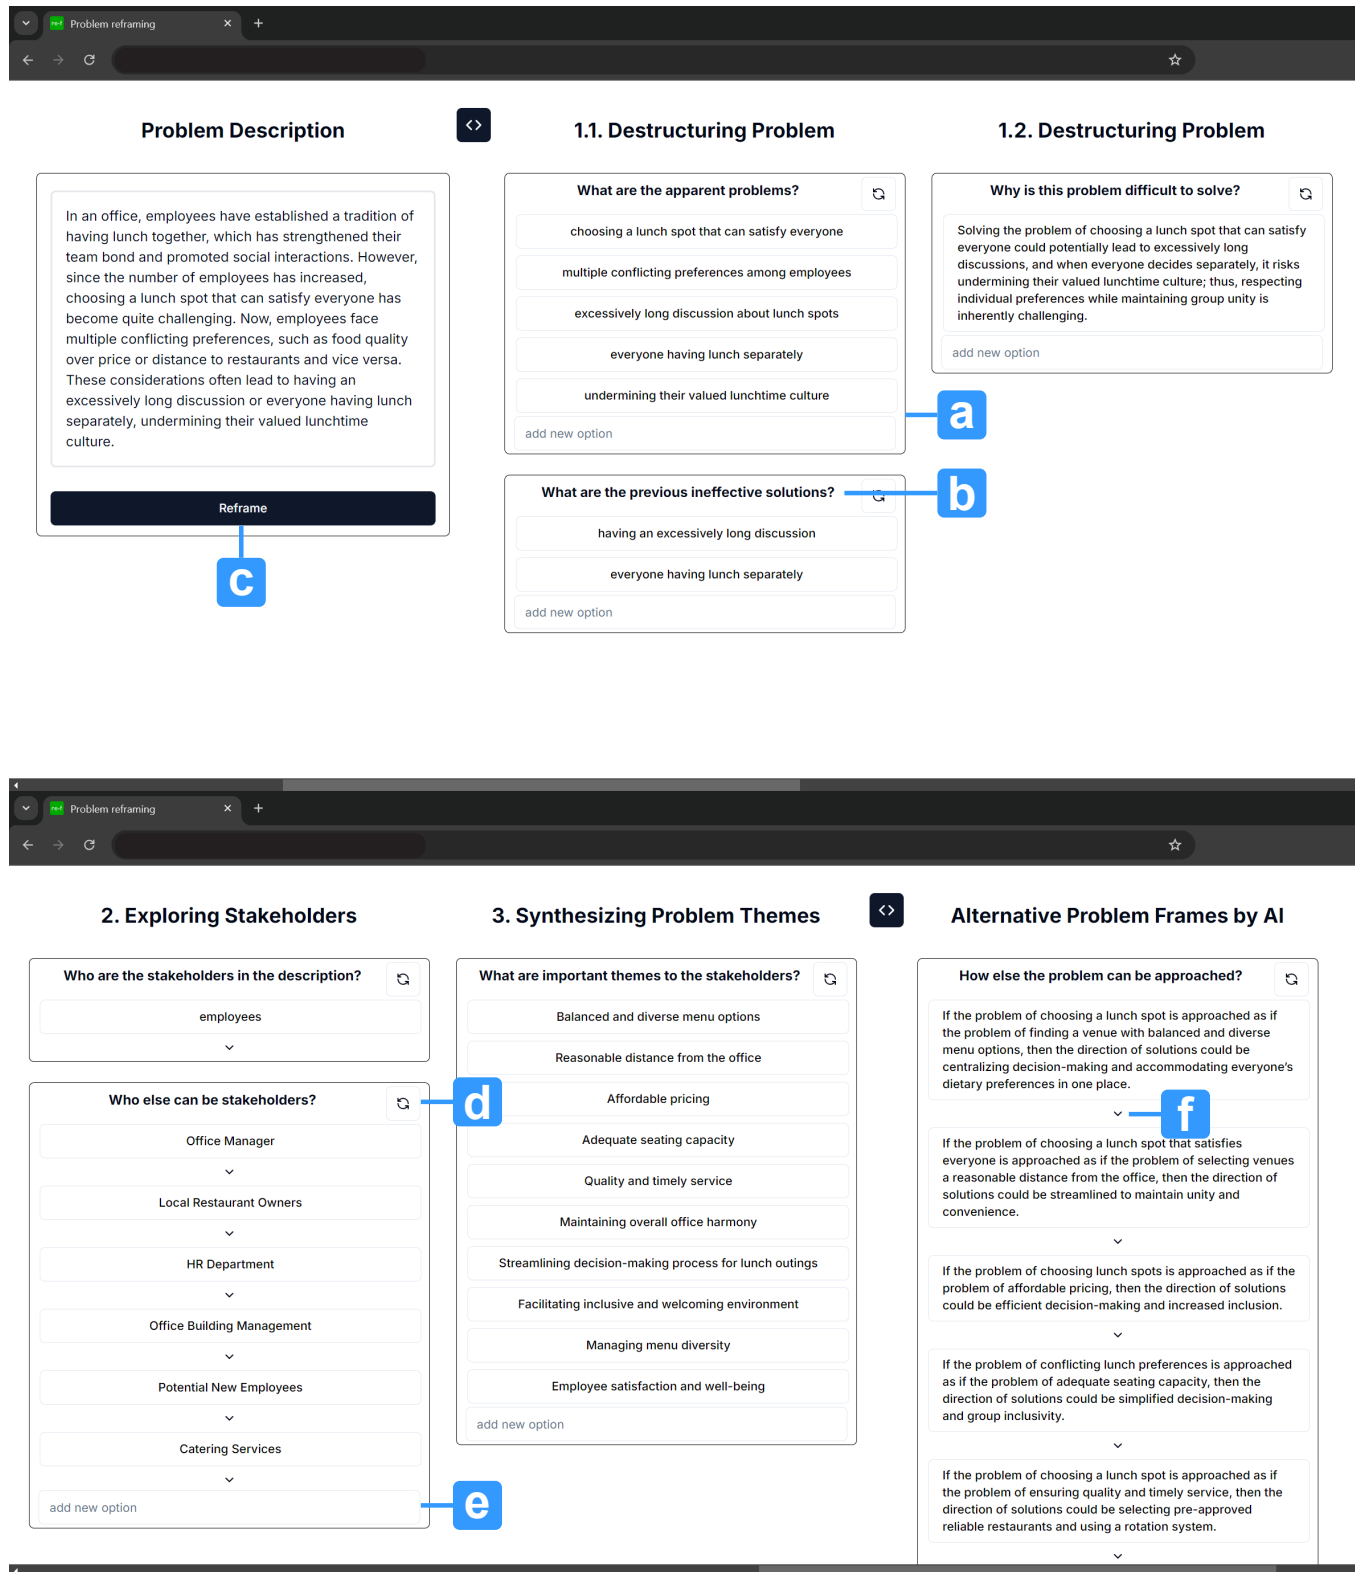 Problem reframing
Problem Description
In an office, employees have established a tradition of
having lunch together, which has strengthened their
team bond and promoted social interactions. However,
since the number of employees has increased,
choosing a lunch spot that can satisfy everyone has
become quite challenging. Now, employees face
multiple conflicting preferences, such as food quality
over price or distance to restaurants and vice versa.
These considerations often lead to having an
excessively long discussion or everyone having lunch
separately, undermining their valued lunchtime
culture.
Reframe
c
1.1. Destructuring Problem
What are the apparent problems?
choosing a lunch spot that can satisfy everyone
multiple conflicting preferences among employees
excessively long discussion about lunch spots
everyone having lunch separately
undermining their valued lunchtime culture
add new option
a
What are the previous ineffective solutions?
b
having an excessively long discussion
everyone having lunch separately
add new option
1.2. Destructuring Problem
Why is this problem difficult to solve?
Solving the problem of choosing a lunch spot that can satisfy
everyone could potentially lead to excessively long
discussions, and when everyone decides separately, it risks
undermining their valued lunchtime culture; thus, respecting
individual preferences while maintaining group unity is
inherently challenging.
add new option
Problem reframing
2. Exploring Stakeholders
Who are the stakeholders in the description?
employees
Who else can be stakeholders?
d
Office Manager
Local Restaurant Owners
HR Department
Office Building Management
Potential New Employees
Catering Services
add new option
e
3. Synthesizing Problem Themes
What are important themes to the stakeholders?
Balanced and diverse menu options
Reasonable distance from the office
Affordable pricing
Adequate seating capacity
Quality and timely service
Maintaining overall office harmony
Streamlining decision-making process for lunch outings
Facilitating inclusive and welcoming environment
Managing menu diversity
Employee satisfaction and well-being
add new option
Alternative Problem Frames by AI
How else the problem can be approached?
If the problem of choosing a lunch spot is approached as if
the problem of finding a venue with balanced and diverse
menu options, then the direction of solutions could be
centralizing decision-making and accommodating everyone's
dietary preferences in one place.
f
If the problem of choosing a lunch spot that satisfies
everyone is approached as if the problem of selecting venues
a reasonable distance from the office, then the direction of
solutions could be streamlined to maintain unity and
convenience.
If the problem of choosing lunch spots is approached as if the
problem of affordable pricing, then the direction of solutions
could be efficient decision-making and increased inclusion.
If the problem of conflicting lunch preferences is approached
as if the problem of adequate seating capacity, then the
direction of solutions could be simplified decision-making
and group inclusivity.
If the problem of choosing a lunch spot is approached as if
the problem of ensuring quality and timely service, then the
direction of solutions could be selecting pre-approved
reliable restaurants and using a rotation system.